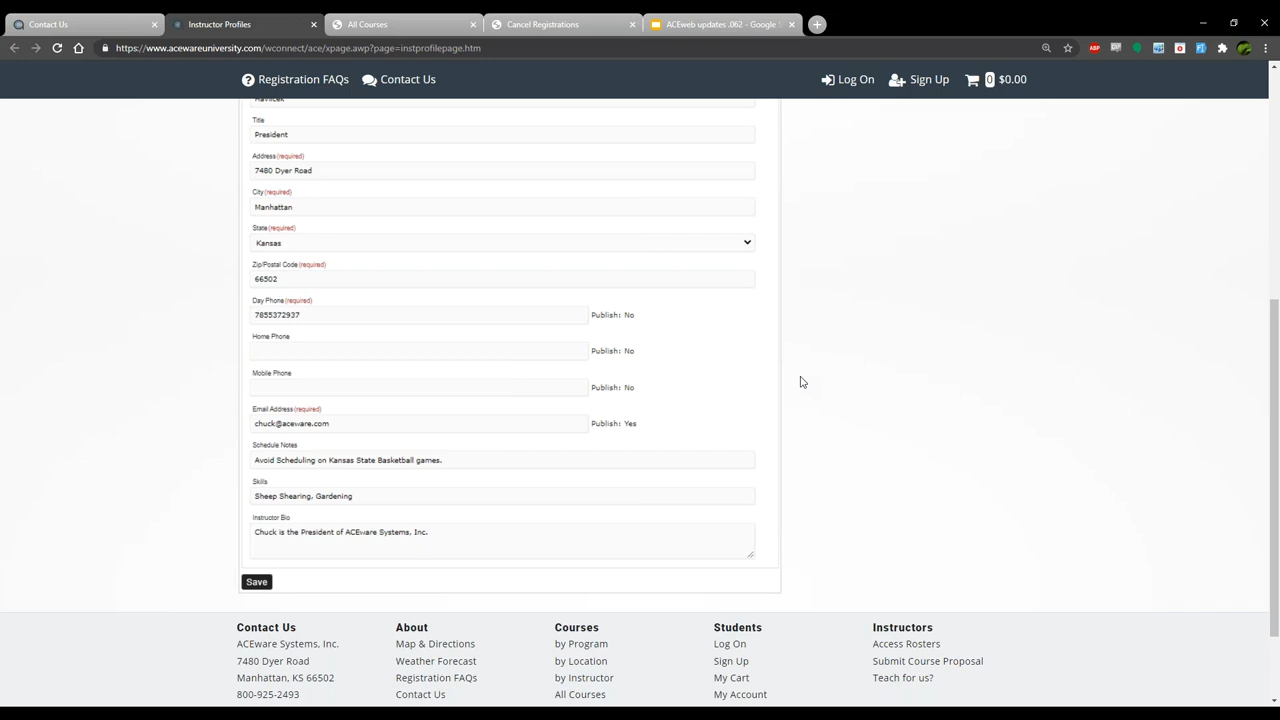 Contact Us
Instructor Profiles
All Courses
Cancel Registrations
ACEweb updates .062 - Google S
https://www.acewareuniversity.com/wconnect/ace/xpage.awp?page=instprofilepage.htm
Registration FAQs
Contact Us
Log On
Sign Up
0 $0.00
Havlicek
Title
President
Address (required)
7480 Dyer Road
City (required)
Manhattan
State (required)
Kansas
Zip/Postal Code (required)
66502
Day Phone (required)
7855372937
Publish: No
Home Phone
Publish: No
Mobile Phone
Publish: No
Email Address (required)
chuck@aceware.com
Publish: Yes
Schedule Notes
Avoid Scheduling on Kansas State Basketball games.
Skills
Sheep Shearing, Gardening
Instructor Bio
Chuck is the President of ACEware Systems, Inc.
Save
Contact Us
ACEware Systems, Inc.
7480 Dyer Road
Manhattan, KS 66502
800-925-2493
About
Map & Directions
Weather Forecast
Registration FAQs
Contact Us
Courses
by Program
by Location
by Instructor
All Courses
Students
Log On
Sign Up
My Cart
My Account
Instructors
Access Rosters
Submit Course Proposal
Teach for us?